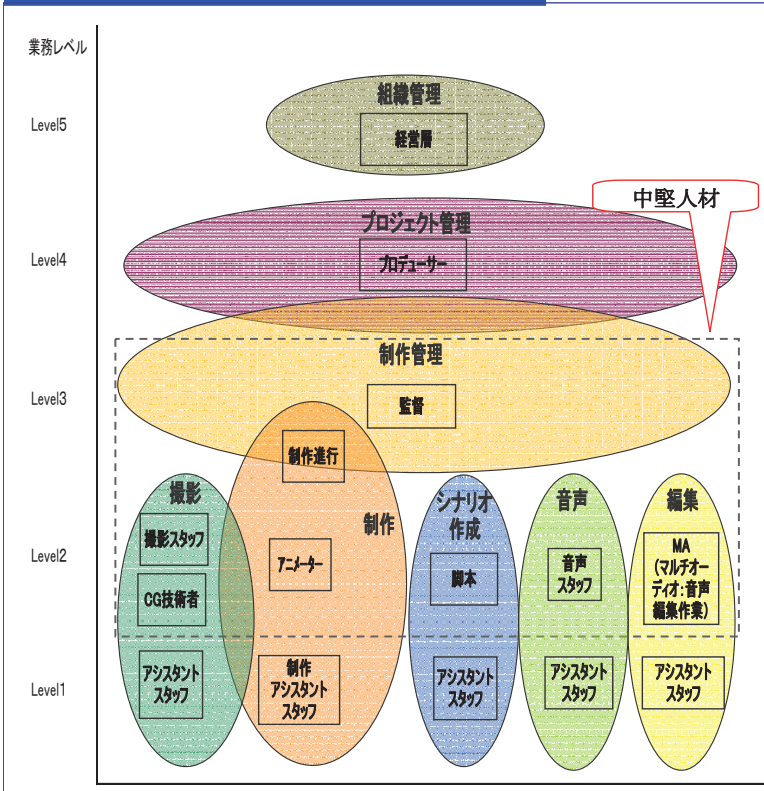 業務レベル
Level5
組織管理
経営層
中堅人材
Level4
プロジェクト管理
プロデューサー
Level3
制作管理
監督
制作進行
Level2
撮影
撮影スタッフ
CG技術者
制作
アニメーター
シナリオ
作成
脚本
音声
音声
スタッフ
編集
MA
(マルチオー
ディオ:音声
編集作業)
Level1
アシスタント
スタッフ
制作
アシスタント
スタッフ
アシスタント
スタッフ
アシスタント
スタッフ
アシスタント
スタッフ